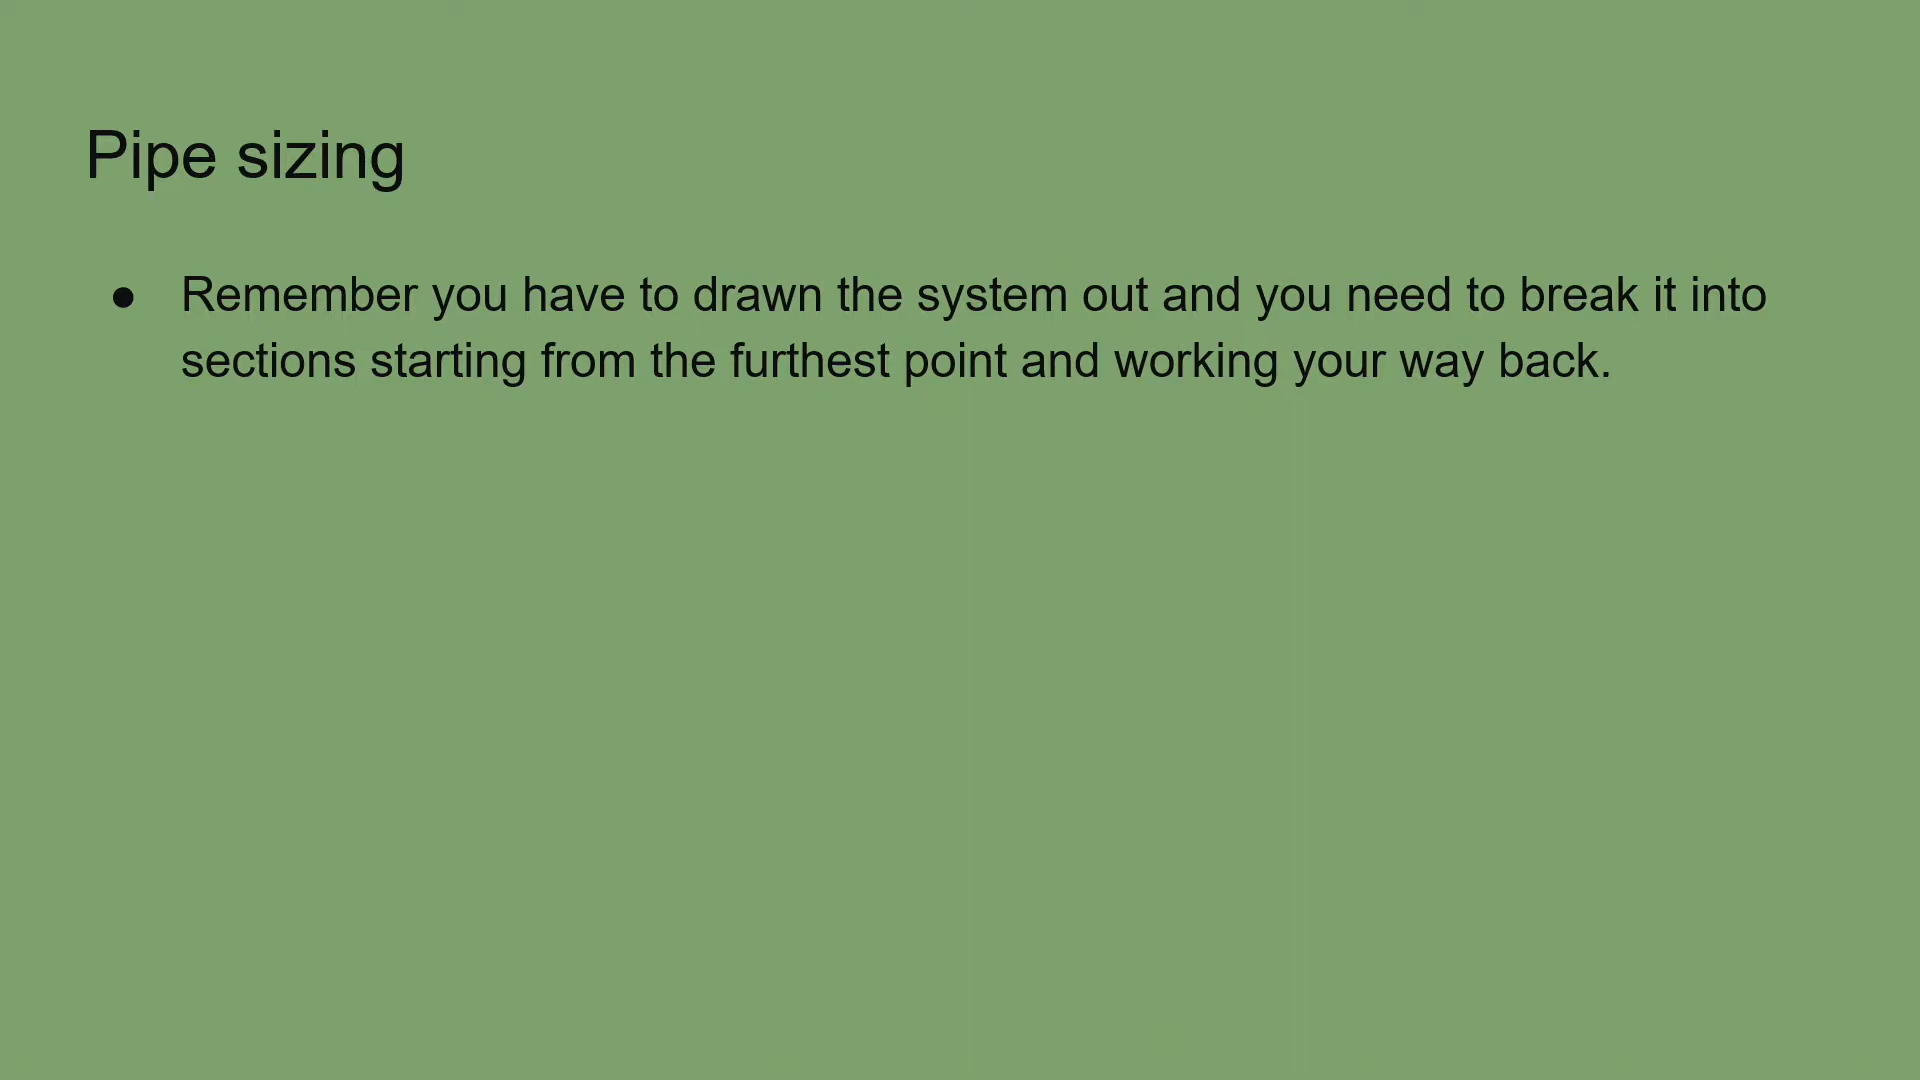 Pipe sizing
● Remember you have to drawn the system out and you need to break it into
sections starting from the furthest point and working your way back.